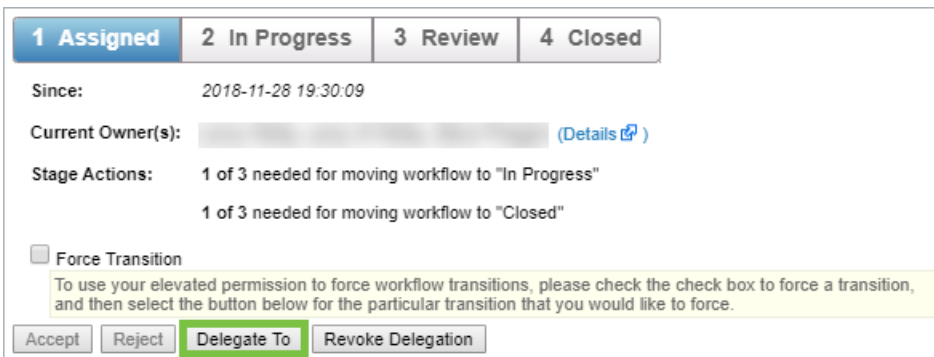 1 Assigned 2 In Progress 3 Review 4 Closed
Since: 2018-11-28 19:30:09
Current Owner(s): (Details )
Stage Actions: 1 of 3 needed for moving workflow to "In Progress"
1 of 3 needed for moving workflow to "Closed"
Force Transition
To use your elevated permission to force workflow transitions, please check the check box to force a transition,
and then select the button below for the particular transition that you would like to force.
Accept Reject Delegate To Revoke Delegation